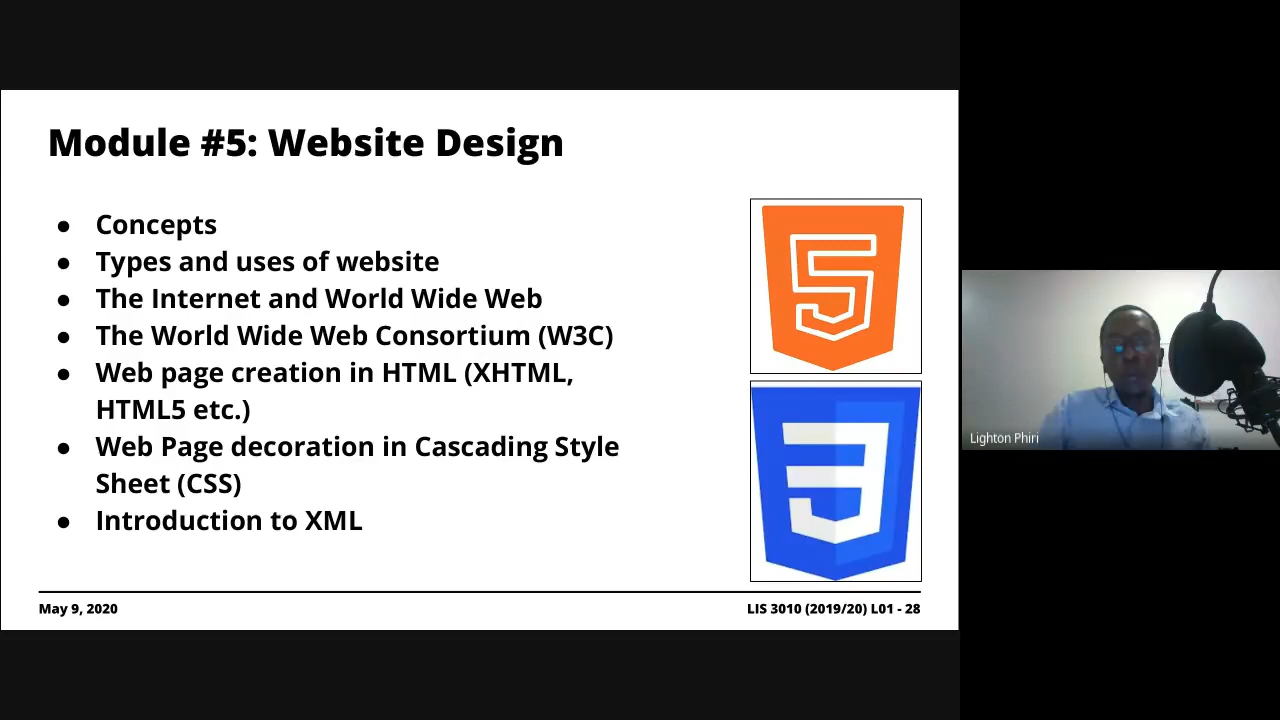 Module #5: Website Design
● Concepts
● Types and uses of website
● The Internet and World Wide Web
● The World Wide Web Consortium (W3C)
● Web page creation in HTML (XHTML,
HTML5 etc.)
● Web Page decoration in Cascading Style
Sheet (CSS)
● Introduction to XML
5
3
May 9, 2020
LIS 3010 (2019/20) L01 - 28
Lighton Phiri